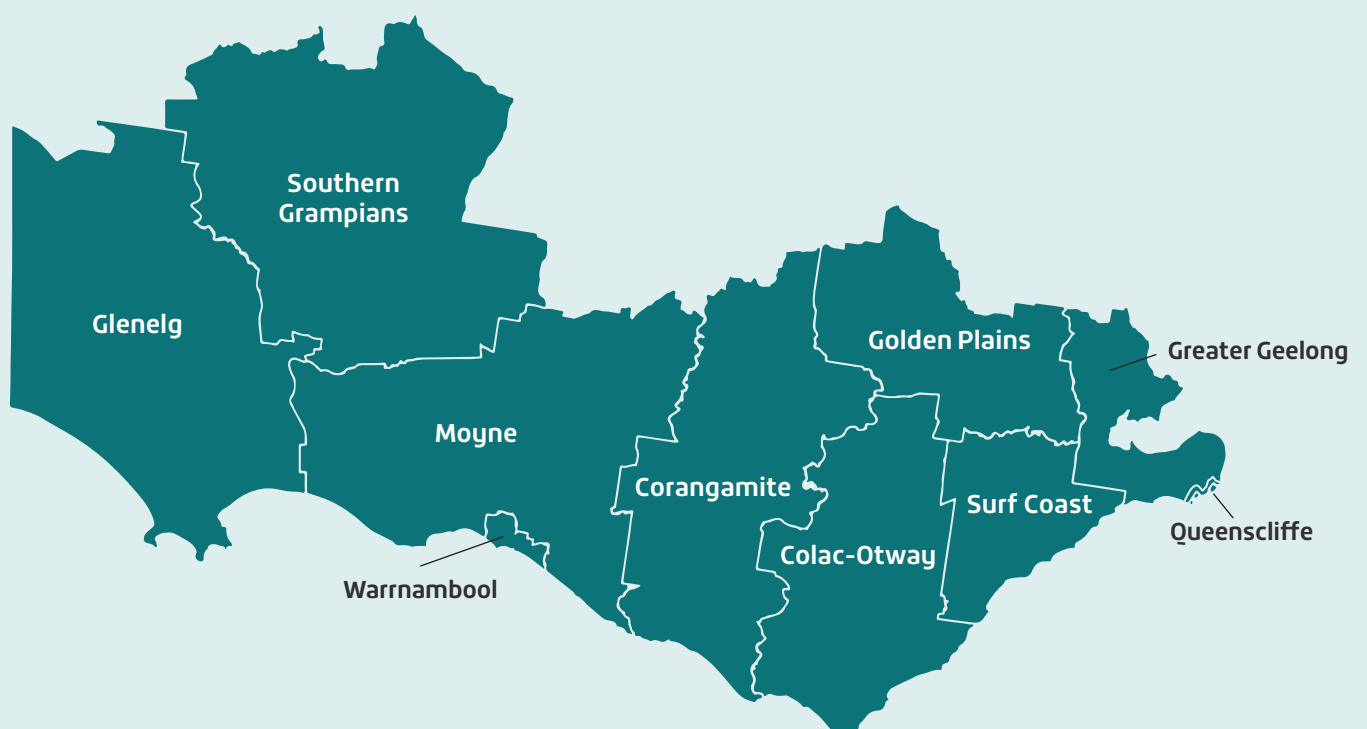 Southern
Grampians
Glenelg
Golden Plains
Greater Geelong
Moyne
Corangamite
Surf Coast
Queenscliffe
Colac-Otway
Warrnambool